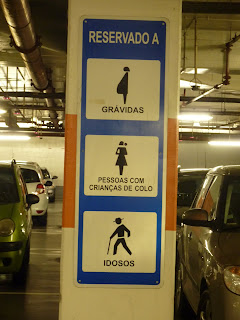 RESERVADO A
GRÁVIDAS
PESSOAS COM
CRIANÇAS DE COLO
IDOSOS